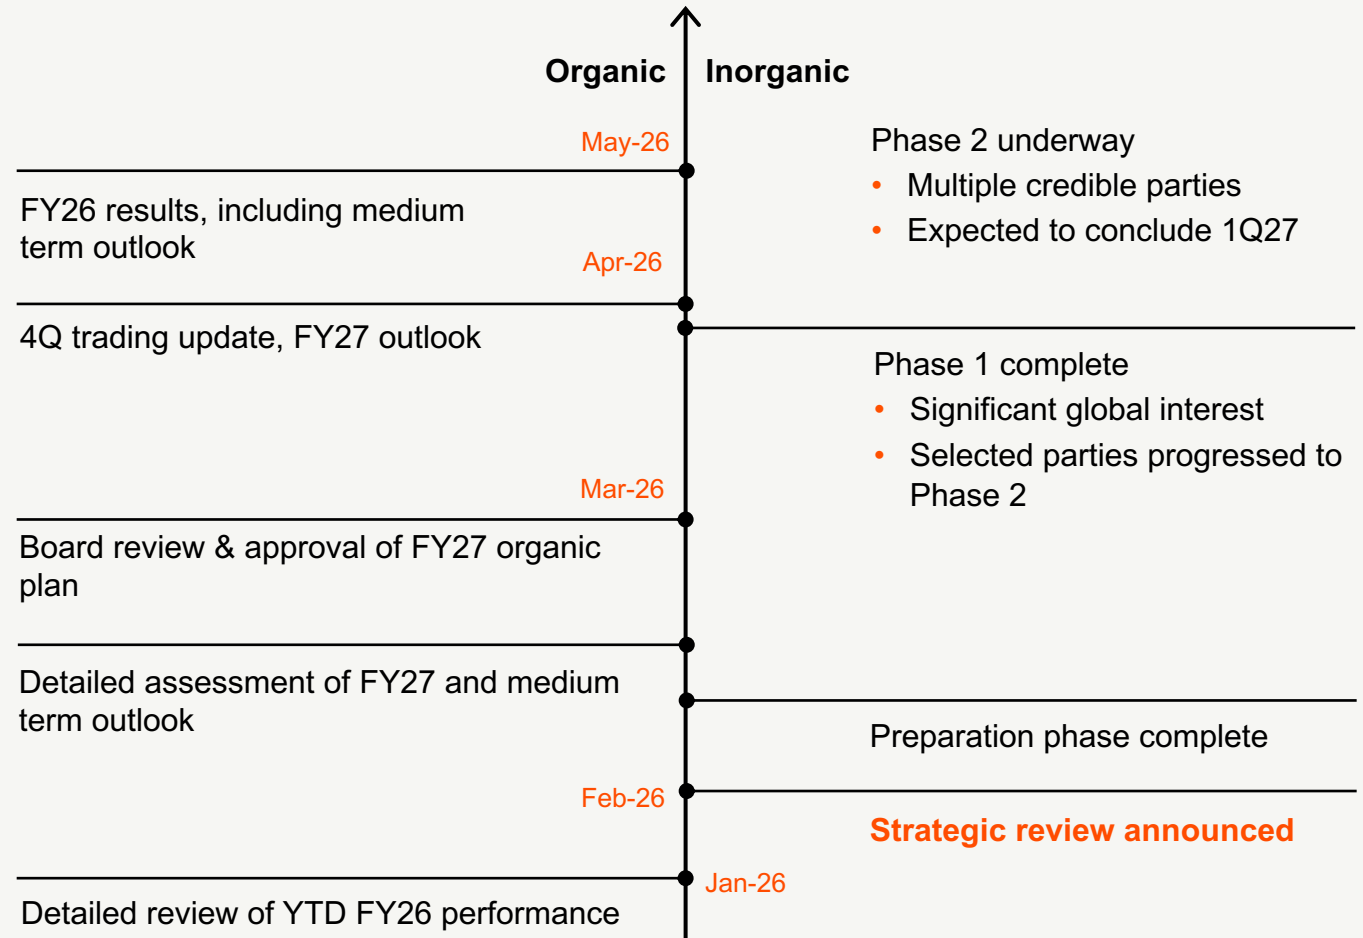 Organic
Inorganic
May-26
Phase 2 underway
• Multiple credible parties
• Expected to conclude 1Q27
FY26 results, including medium
term outlook
Apr-26
4Q trading update, FY27 outlook
Phase 1 complete
• Significant global interest
• Selected parties progressed to
Phase 2
Mar-26
Board review & approval of FY27 organic
plan
Detailed assessment of FY27 and medium
term outlook
Preparation phase complete
Feb-26
Strategic review announced
Jan-26
Detailed review of YTD FY26 performance